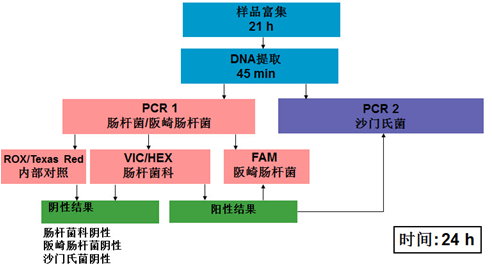 样品富集
21 h
DNA提取
45 min
PCR 1
肠杆菌/阪崎肠杆菌
PCR 2
沙门氏菌
ROX/Texas Red
内部对照
VIC/HEX
肠杆菌科
FAM
阪崎肠杆菌
阴性结果
阳性结果
肠杆菌科阴性
阪崎肠杆菌阴性
沙门氏菌阴性
时间: 24 h